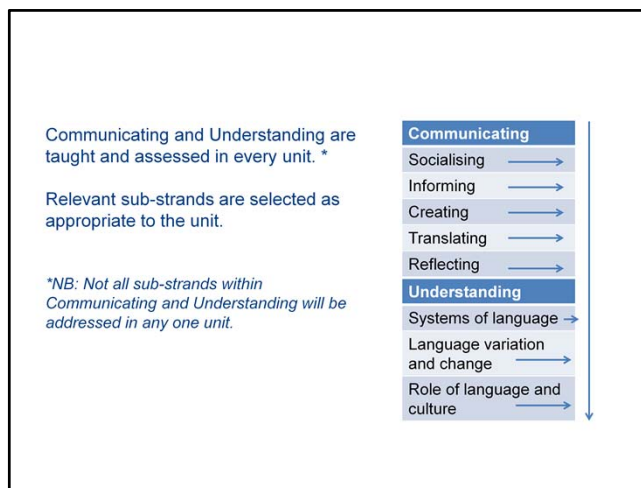 Communicating and Understanding are
taught and assessed in every unit. *
Relevant sub-strands are selected as
appropriate to the unit.
*NB: Not all sub-strands within
Communicating and Understanding will be
addressed in any one unit.
Communicating
Socialising
Informing
Creating
Translating
Reflecting
Understanding
Systems of language
Language variation
and change
Role of language and
culture